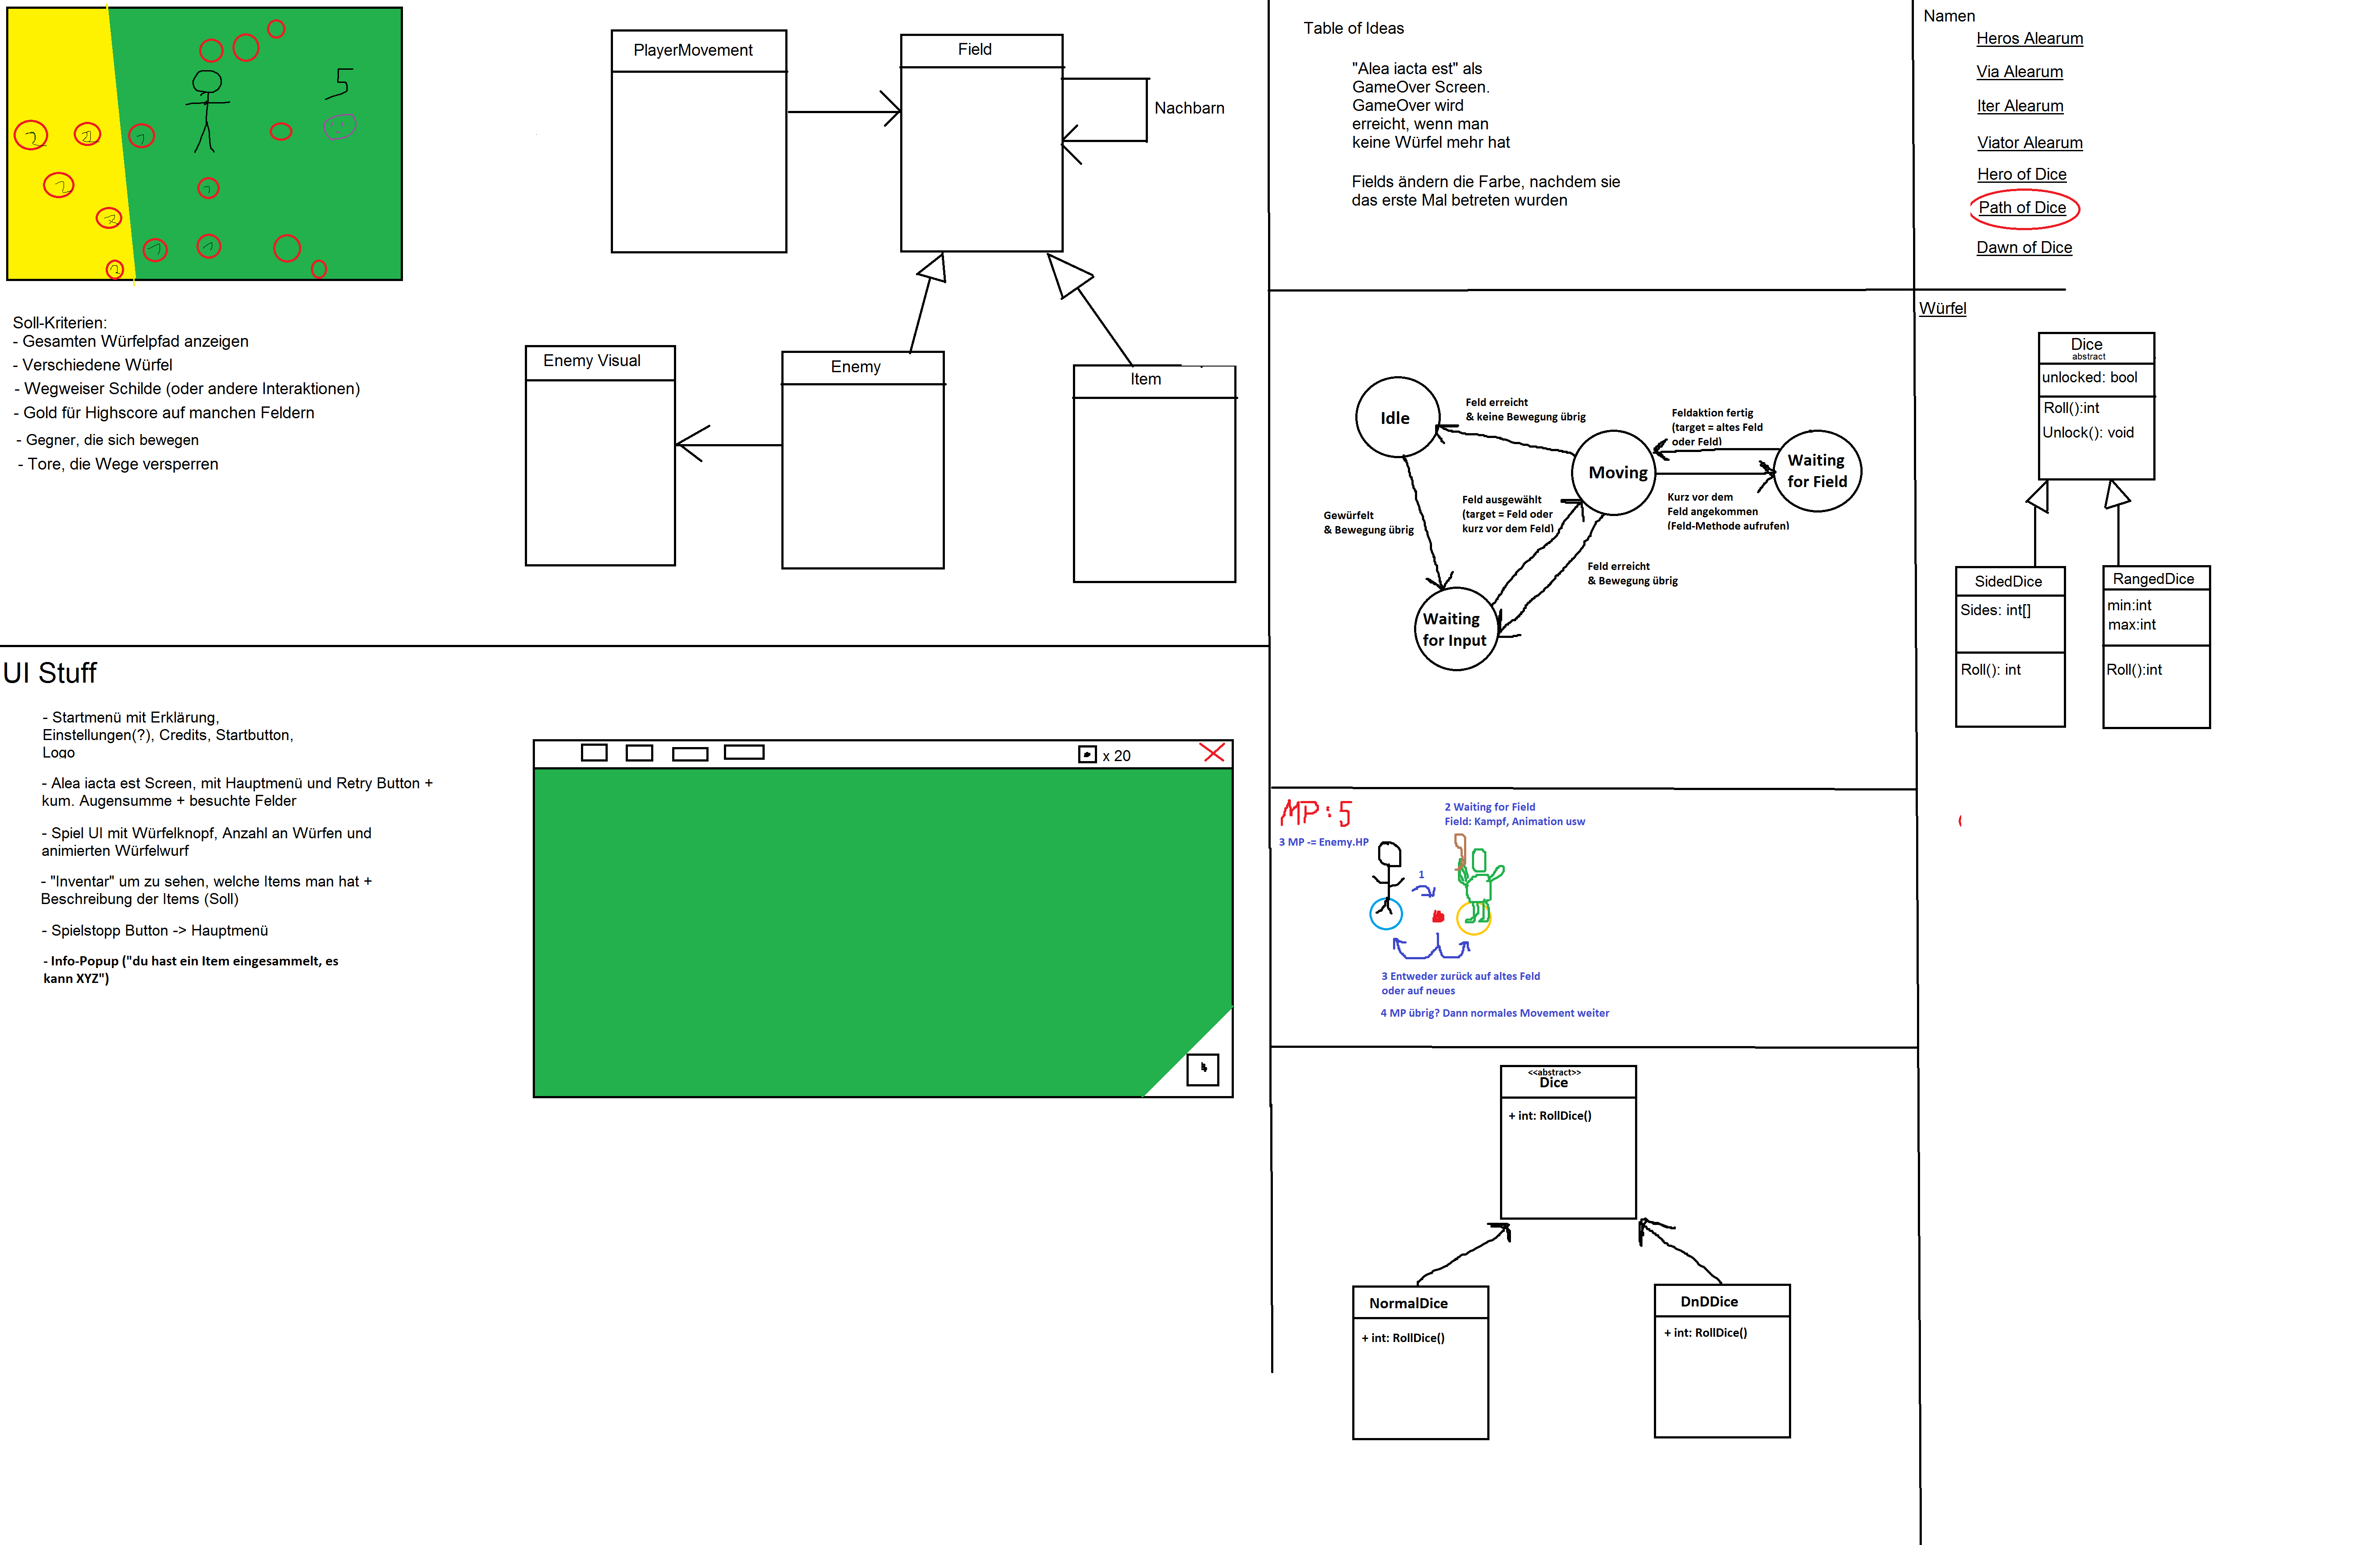 5
2
2
1
2
1
2
1
1
2
Soll-Kriterien:
- Gesamten Würfelpfad anzeigen
- Verschiedene Würfel
- Wegweiser Schilde (oder andere Interaktionen)
- Gold für Highscore auf manchen Feldern
- Gegner, die sich bewegen
- Tore, die Wege versperren
PlayerMovement
Field
Nachbarn
Enemy Visual
Enemy
Item
Table of Ideas
"Alea iacta est" als
GameOver Screen.
GameOver wird
erreicht, wenn man
keine Würfel mehr hat
Fields ändern die Farbe, nachdem sie
das erste Mal betreten wurden
Namen
Heros Alearum
Via Alearum
Iter Alearum
Viator Alearum
Hero of Dice
Path of Dice
Dawn of Dice
Idle
Feld erreicht
& keine Bewegung übrig
Feldaktion fertig
(target = altes Feld
oder Feld)
Moving
Waiting
for Field
Kurz vor dem
Feld angekommen
(Feld-Methode aufrufen)
Feld ausgewählt
(target = Feld oder
kurz vor dem Feld)
Gewürfelt
& Bewegung übrig
Feld erreicht
& Bewegung übrig
Waiting
for Input
Würfel
Dice
abstract
unlocked: bool
Roll():int
Unlock(): void
SidedDice
Sides: int[]
Roll(): int
RangedDice
min:int
max:int
Roll():int
UI Stuff
- Startmenü mit Erklärung,
Einstellungen(?), Credits, Startbutton,
Logo
- Alea iacta est Screen, mit Hauptmenü und Retry Button +
kum. Augensumme + besuchte Felder
- Spiel UI mit Würfelknopf, Anzahl an Würfen und
animierten Würfelwurf
- "Inventar" um zu sehen, welche Items man hat +
Beschreibung der Items (Soll)
- Spielstopp Button -> Hauptmenü
- Info-Popup ("du hast ein Item eingesammelt, es
kann XYZ")
x 20
MP: 5
3 MP -= Enemy.HP
2 Waiting for Field
Field: Kampf, Animation usw
1
3 Entweder zurück auf altes Feld
oder auf neues
4 MP übrig? Dann normales Movement weiter
<<abstract>>
Dice
+ int: RollDice()
NormalDice
+ int: RollDice()
DnDDice
+ int: RollDice()